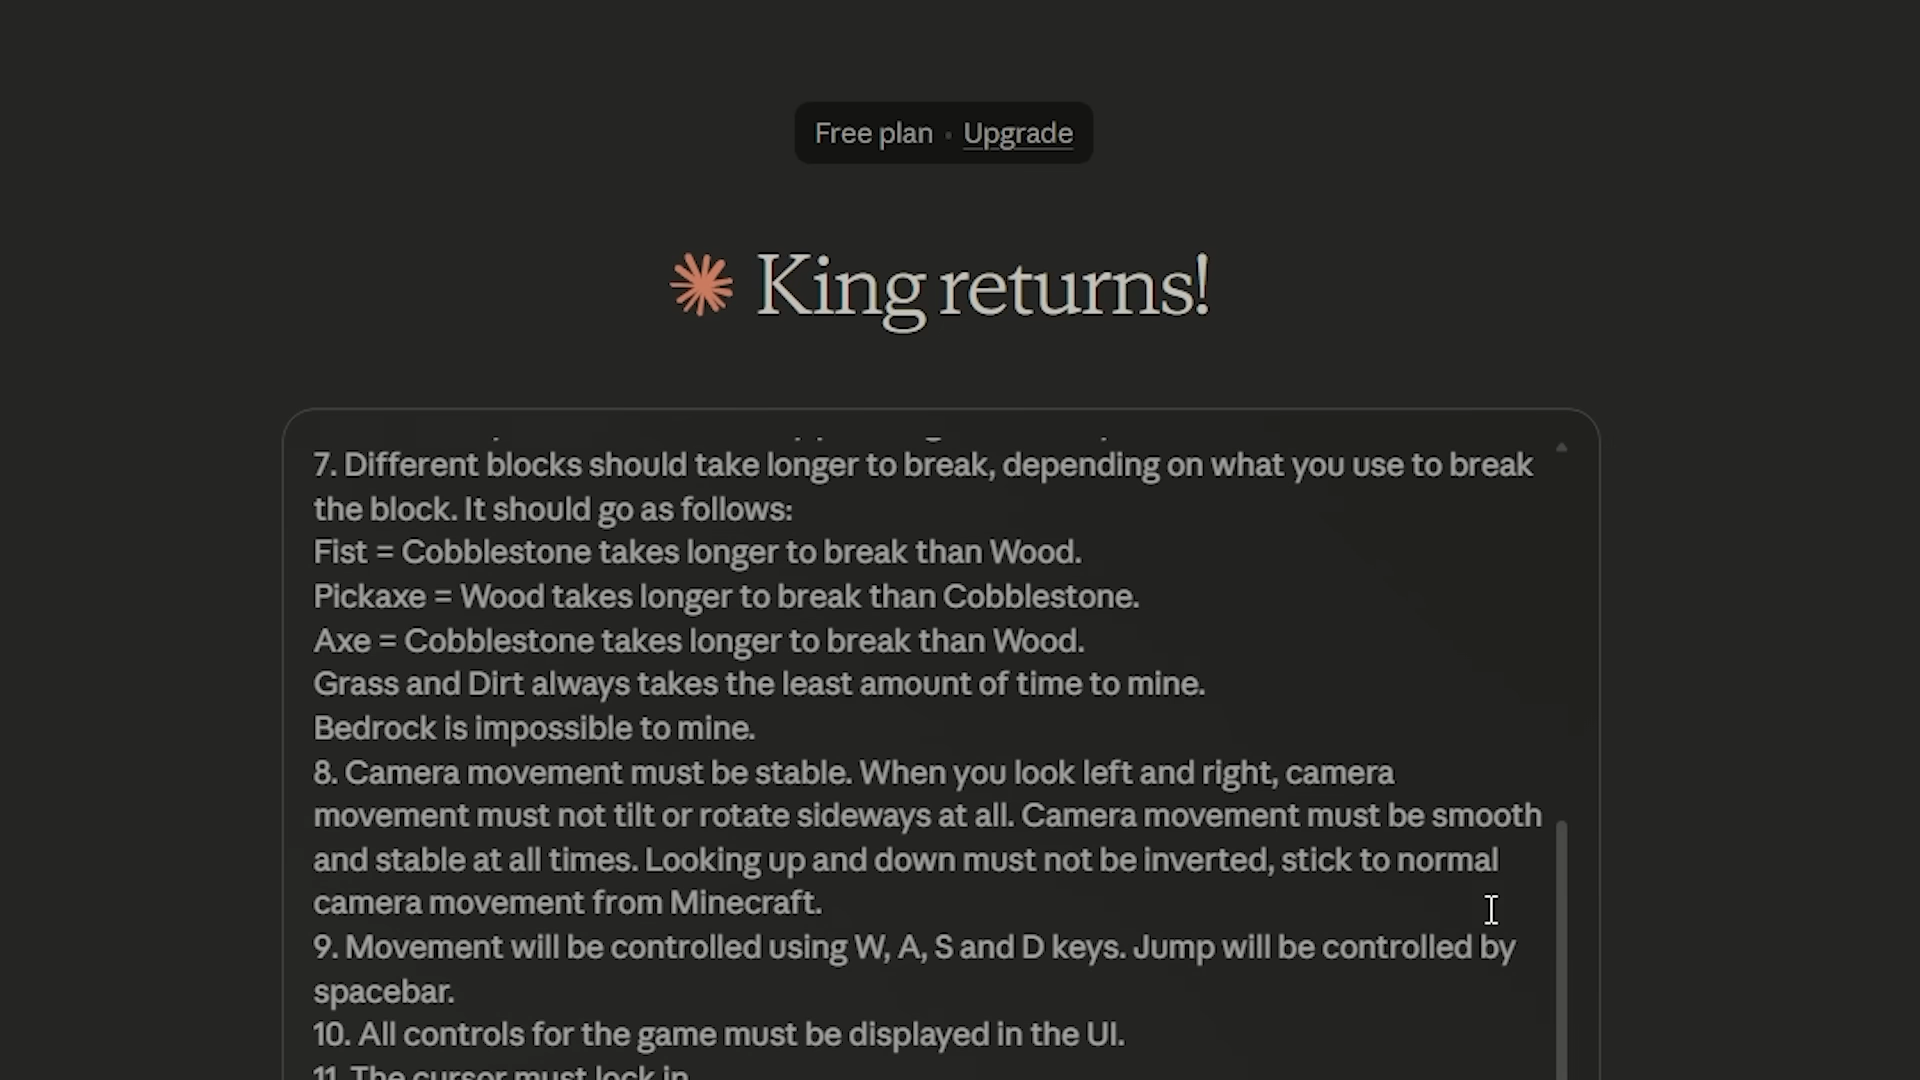 Free plan · Upgrade
King returns!
7. Different blocks should take longer to break, depending on what you use to break
the block. It should go as follows:
Fist = Cobblestone takes longer to break than Wood.
Pickaxe = Wood takes longer to break than Cobblestone.
Axe = Cobblestone takes longer to break than Wood.
Grass and Dirt always takes the least amount of time to mine.
Bedrock is impossible to mine.
8. Camera movement must be stable. When you look left and right, camera
movement must not tilt or rotate sideways at all. Camera movement must be smooth
and stable at all times. Looking up and down must not be inverted, stick to normal
camera movement from Minecraft.
9. Movement will be controlled using W, A, S and D keys. Jump will be controlled by
spacebar.
10. All controls for the game must be displayed in the UI.
11. The cursor must lock in.